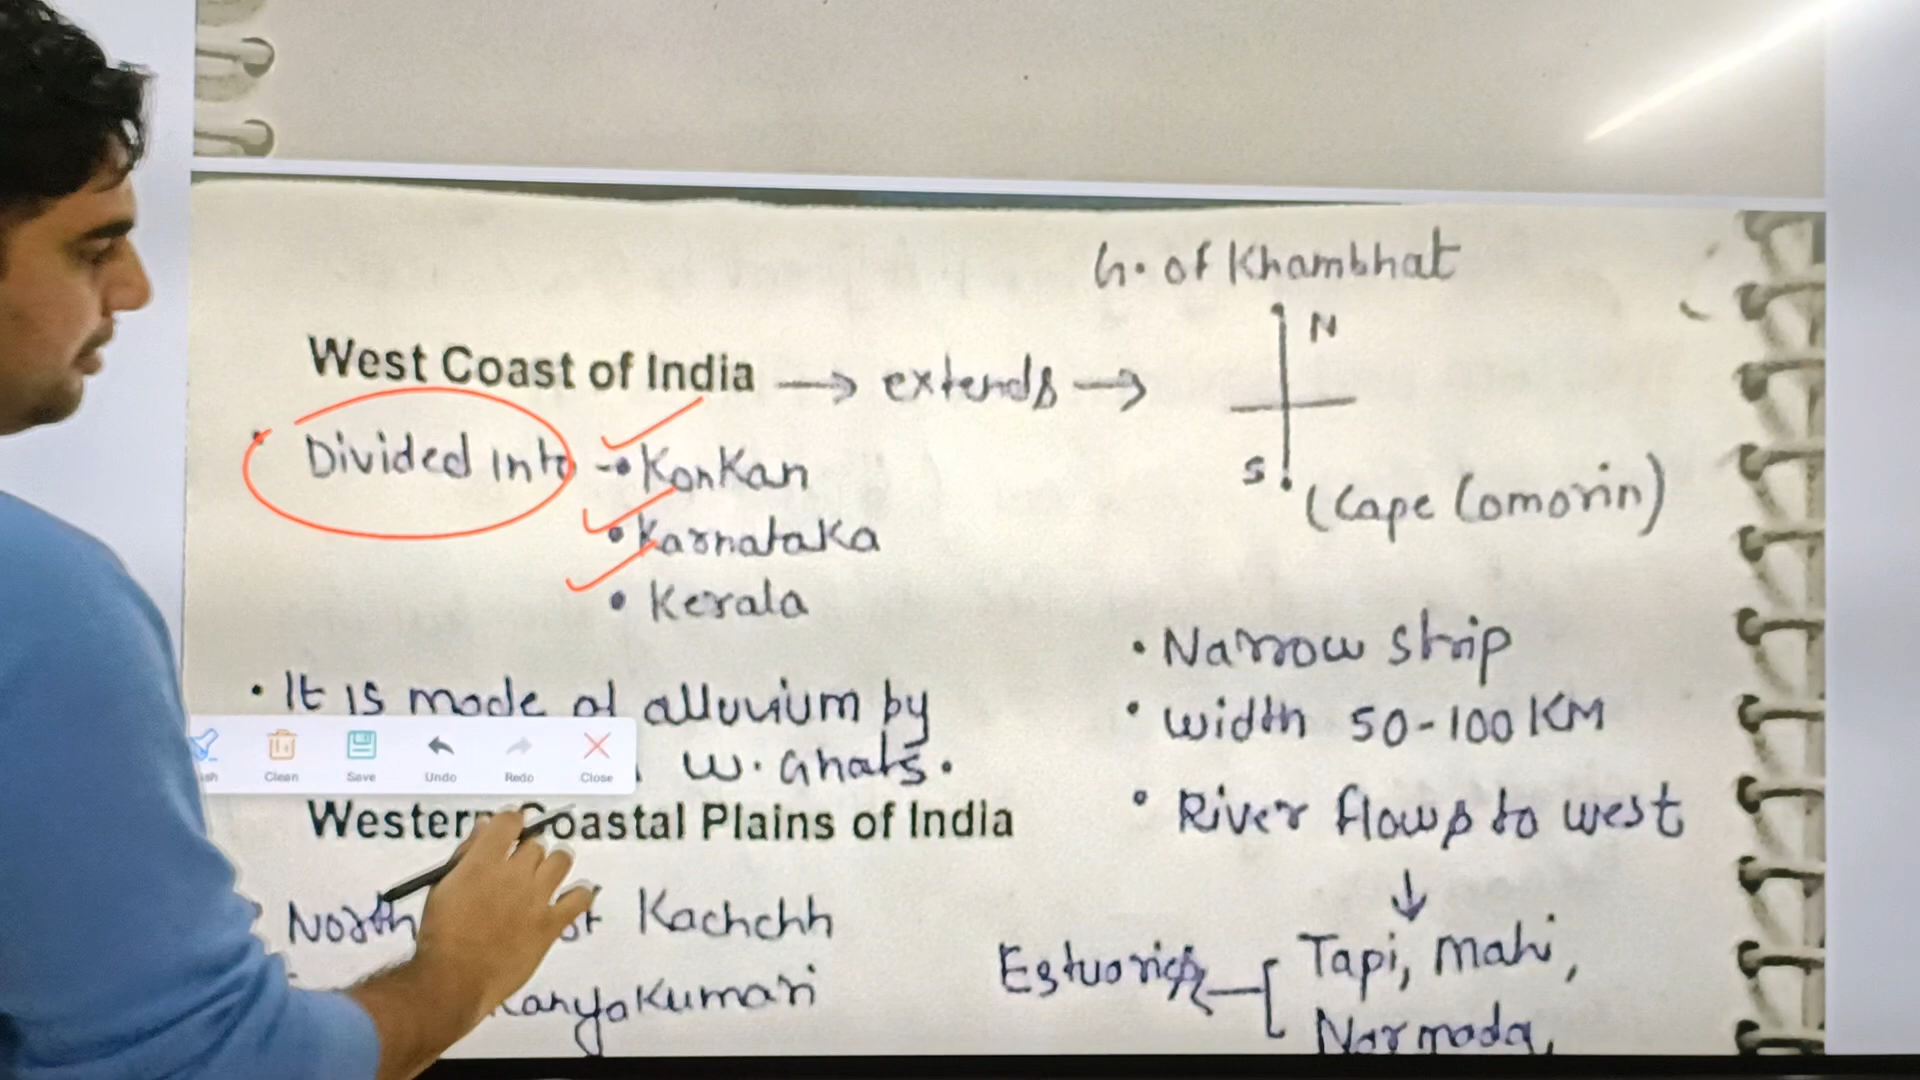 G. of Khambhat
N
West Coast of India → extends →
S
(Cape Comorin)
Divided Into → Konkan
• Karnataka
• Kerala
• Narrow strip
• It is made of alluvium by
• Width 50-100 KM
W. Ghats.
Clean Save Undo Redo Close
• River flows to west
Western Coastal Plains of India
↓
North Kachchh
Kanyakumari
Estuaries
Tapi, Mahi,
Narmada,